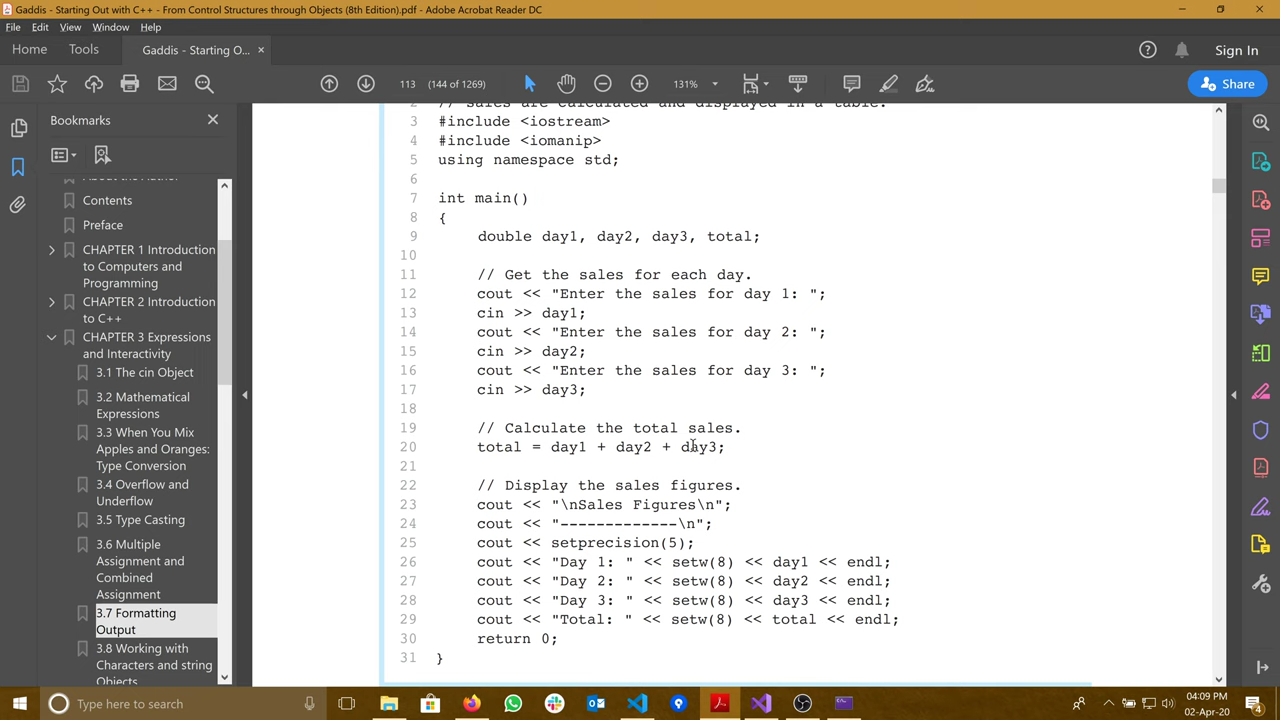 Gaddis - Starting Out with C++ - From Control Structures through Objects (8th Edition).pdf - Adobe Acrobat Reader DC
File Edit View Window Help
Home Tools Gaddis - Starting O... × Sign In
113 (144 of 1269) 131% Share
Bookmarks
About the Author
Contents
Preface
CHAPTER 1 Introduction
to Computers and
Programming
CHAPTER 2 Introduction
to C++
CHAPTER 3 Expressions
and Interactivity
3.1 The cin Object
3.2 Mathematical
Expressions
3.3 When You Mix
Apples and Oranges:
Type Conversion
3.4 Overflow and
Underflow
3.5 Type Casting
3.6 Multiple
Assignment and
Combined
Assignment
3.7 Formatting
Output
3.8 Working with
Characters and string
Objects
2 // sales are calculated and displayed in a table.
3 #include <iostream>
4 #include <iomanip>
5 using namespace std;
6
7 int main()
8 {
9 double day1, day2, day3, total;
10
11 // Get the sales for each day.
12 cout << "Enter the sales for day 1: ";
13 cin >> day1;
14 cout << "Enter the sales for day 2: ";
15 cin >> day2;
16 cout << "Enter the sales for day 3: ";
17 cin >> day3;
18
19 // Calculate the total sales.
20 total = day1 + day2 + day3;
21
22 // Display the sales figures.
23 cout << "\nSales Figures\n";
24 cout << "-------------\n";
25 cout << setprecision(5);
26 cout << "Day 1: " << setw(8) << day1 << endl;
27 cout << "Day 2: " << setw(8) << day2 << endl;
28 cout << "Day 3: " << setw(8) << day3 << endl;
29 cout << "Total: " << setw(8) << total << endl;
30 return 0;
31 }
Type here to search
04:09 PM
02-Apr-20
4